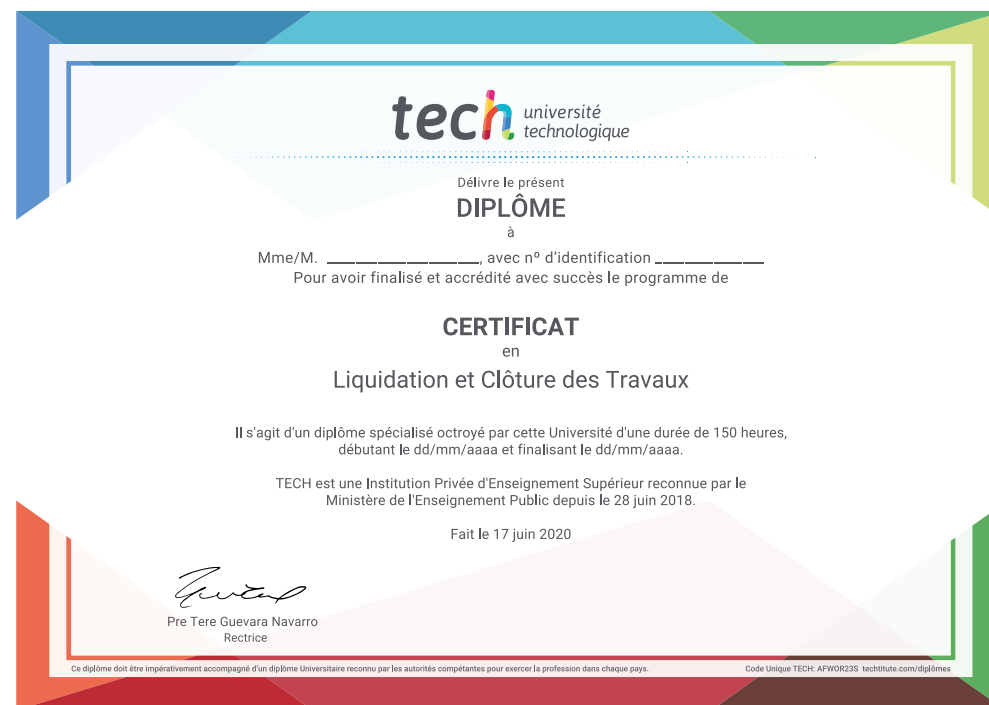 tech université
technologique
Délivre le présent
DIPLÔME
à
Mme/M. ________________, avec nº d'identification ____________
Pour avoir finalisé et accrédité avec succès le programme de
CERTIFICAT
en
Liquidation et Clôture des Travaux
Il s'agit d'un diplôme spécialisé octroyé par cette Université d'une durée de 150 heures,
débutant le dd/mm/aaaa et finalisant le dd/mm/aaaa.
TECH est une Institution Privée d'Enseignement Supérieur reconnue par le
Ministère de l'Enseignement Public depuis le 28 juin 2018.
Fait le 17 juin 2020
Pre Tere Guevara Navarro
Rectrice
Ce diplôme doit être impérativement accompagné d'un diplôme Universitaire reconnu par les autorités compétentes pour exercer la profession dans chaque pays.
Code Unique TECH: AFWOR23S techtitute.com/diplômes